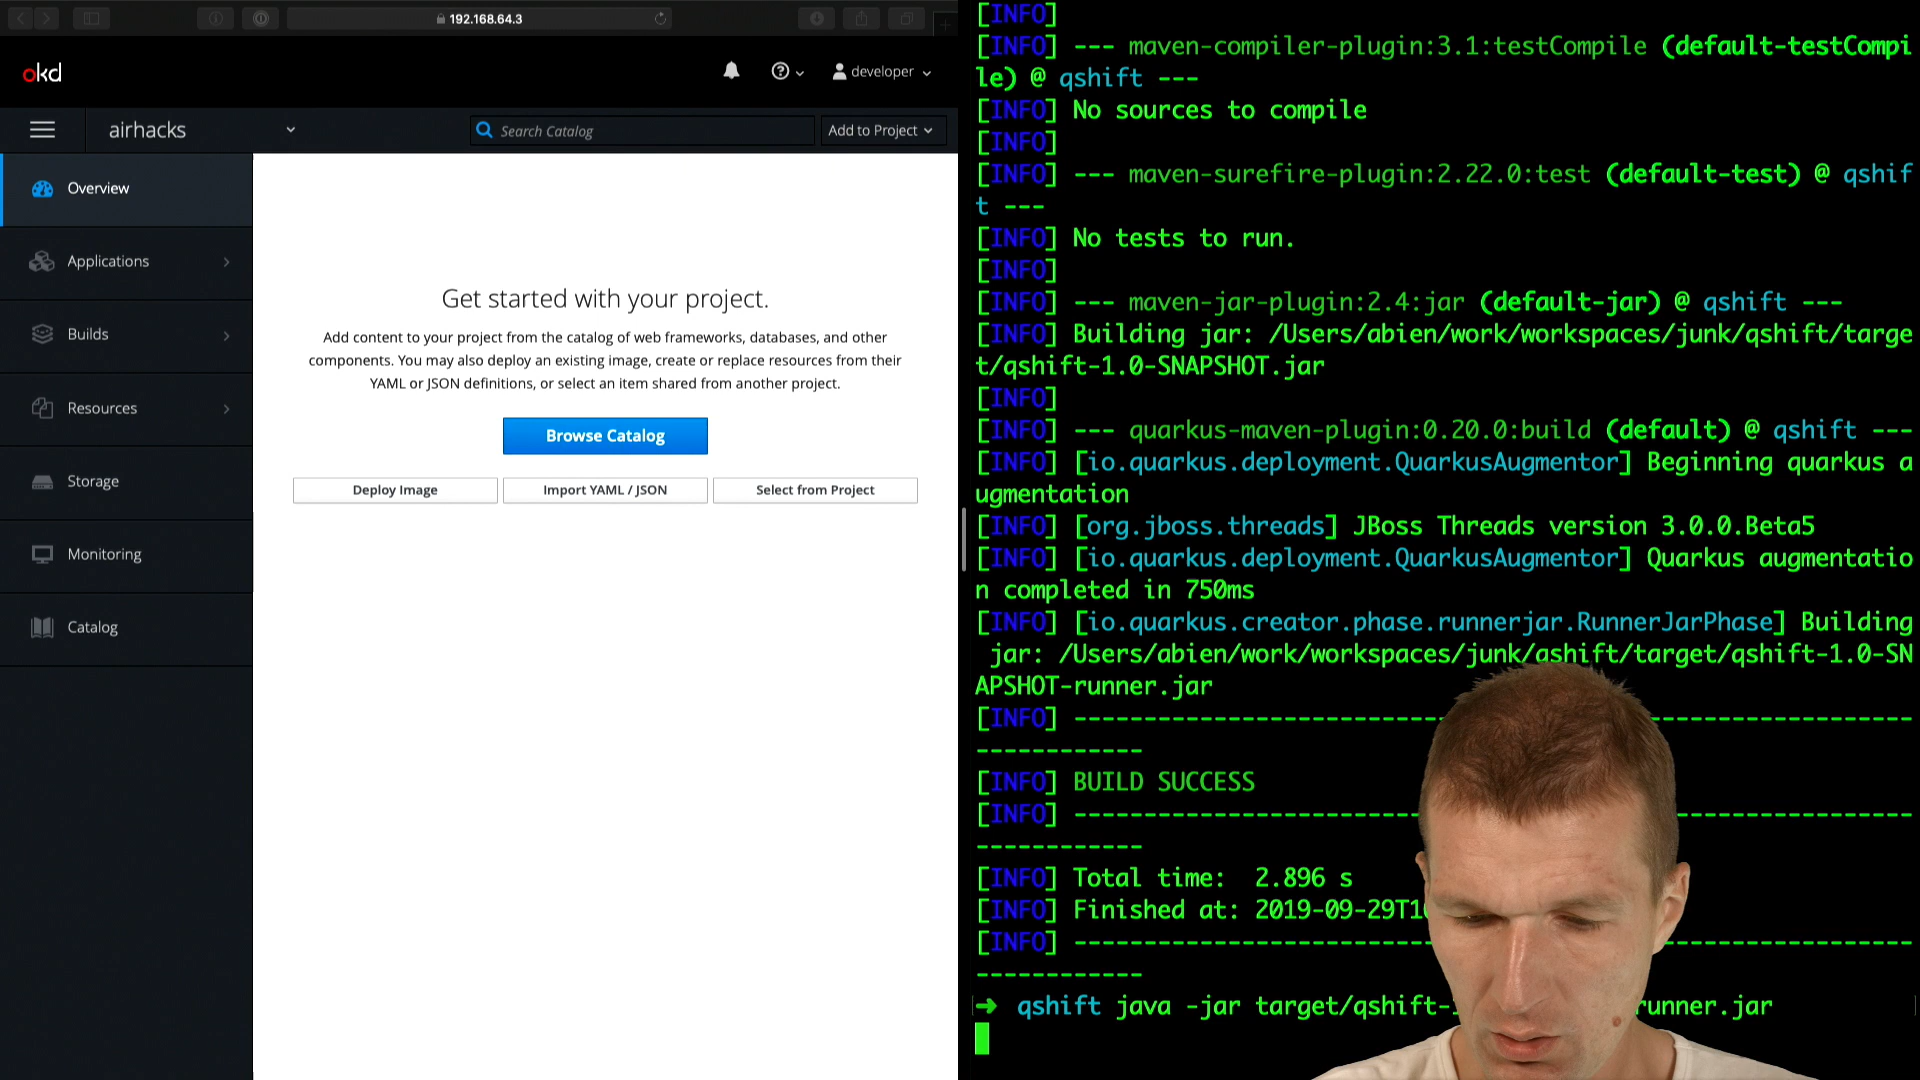 192.168.64.3
okd
developer
airhacks
Search Catalog
Add to Project
Overview
Applications
Builds
Resources
Storage
Monitoring
Catalog
Get started with your project.
Add content to your project from the catalog of web frameworks, databases, and other
components. You may also deploy an existing image, create or replace resources from their
YAML or JSON definitions, or select an item shared from another project.
Browse Catalog
Deploy Image
Import YAML / JSON
Select from Project
[INFO]
[INFO] --- maven-compiler-plugin:3.1:testCompile (default-testCompi
le) @ qshift ---
[INFO] No sources to compile
[INFO]
[INFO] --- maven-surefire-plugin:2.22.0:test (default-test) @ qshif
t ---
[INFO] No tests to run.
[INFO]
[INFO] --- maven-jar-plugin:2.4:jar (default-jar) @ qshift ---
[INFO] Building jar: /Users/abien/work/workspaces/junk/qshift/targe
t/qshift-1.0-SNAPSHOT.jar
[INFO]
[INFO] --- quarkus-maven-plugin:0.20.0:build (default) @ qshift ---
[INFO] [io.quarkus.deployment.QuarkusAugmentor] Beginning quarkus a
ugmentation
[INFO] [org.jboss.threads] JBoss Threads version 3.0.0.Beta5
[INFO] [io.quarkus.deployment.QuarkusAugmentor] Quarkus augmentatio
n completed in 750ms
[INFO] [io.quarkus.creator.phase.runnerjar.RunnerJarPhase] Building
jar: /Users/abien/work/workspaces/junk/qshift/target/qshift-1.0-SN
APSHOT-runner.jar
[INFO] ------------------------------------------------------------
------------
[INFO] BUILD SUCCESS
[INFO] ------------------------------------------------------------
------------
[INFO] Total time:  2.896 s
[INFO] Finished at: 2019-09-29T1
[INFO] ------------------------------------------------------------
------------
➜ qshift java -jar target/qshift- runner.jar